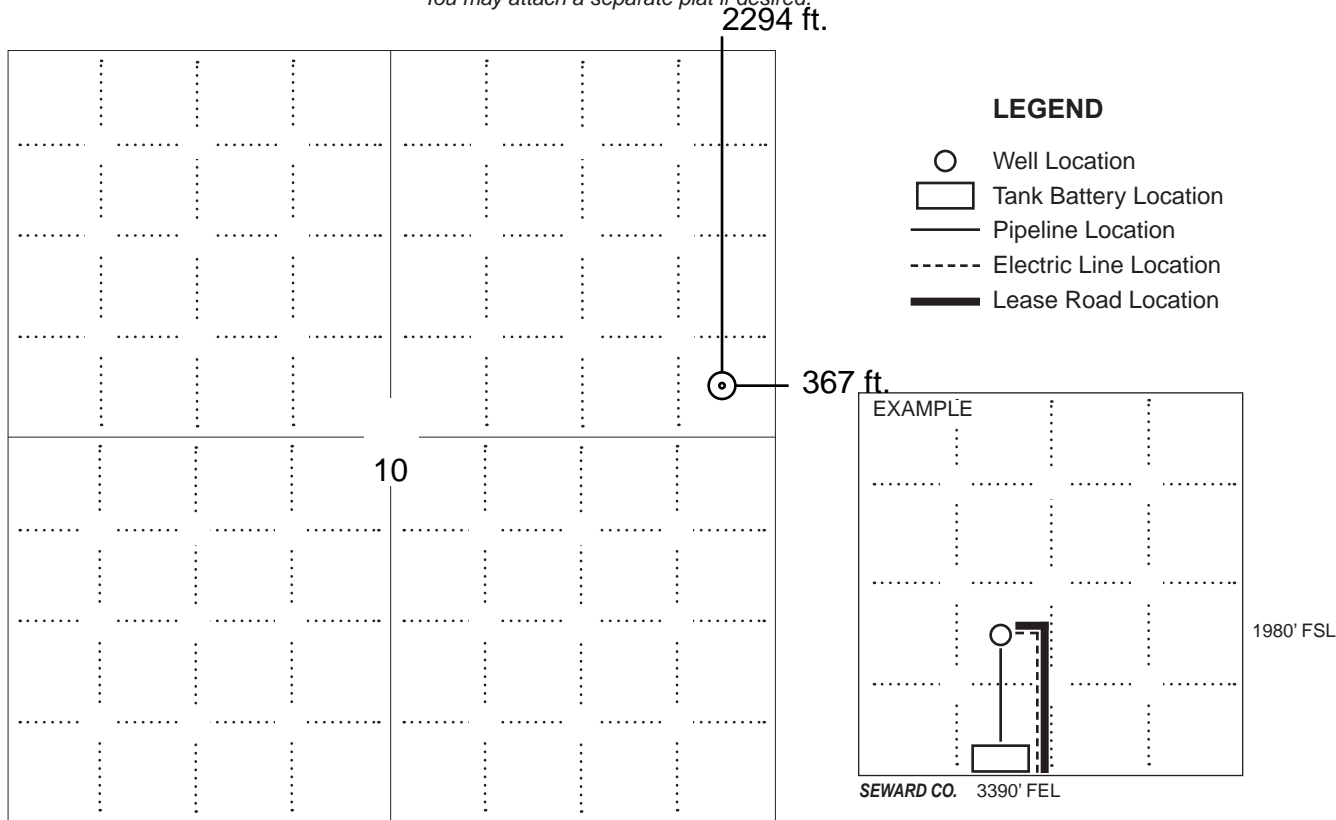 You may attach a separate plat if desired.
2294 ft.
LEGEND
Well Location
Tank Battery Location
Pipeline Location
Electric Line Location
Lease Road Location
367 ft.
EXAMPLE
10
1980' FSL
SEWARD CO. 3390' FEL